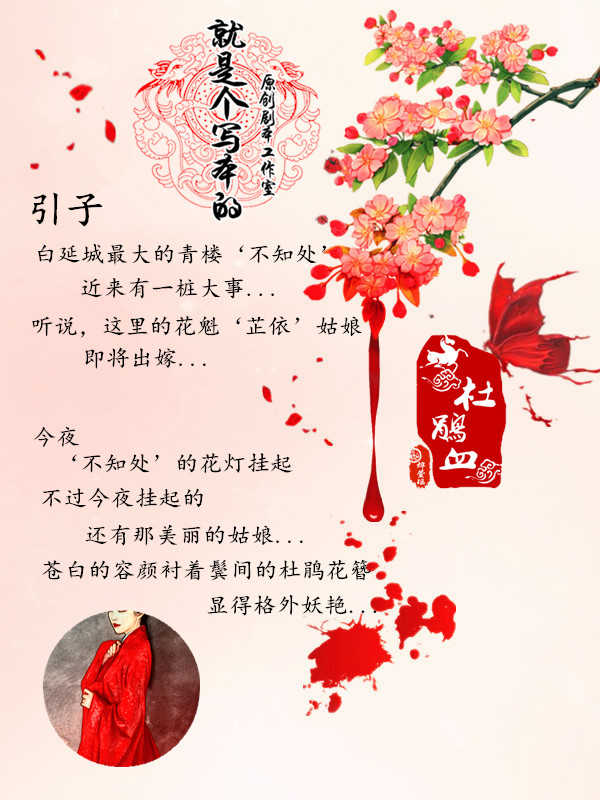 就是个写本的
原创剧本工作室
引子
白延城最大的青楼‘不知处’
近来有一桩大事...
听说，这里的花魁‘芷依’姑娘
即将出嫁...
杜鹃血
今夜
‘不知处’的花灯挂起
不过今夜挂起的
还有那美丽的姑娘...
苍白的容颜衬着鬓间的杜鹃花簪
显得格外妖艳...